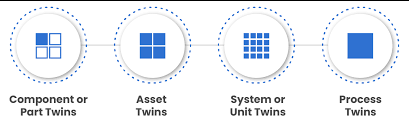 Component or
Part Twins
Asset
Twins
System or
Unit Twins
Process
Twins